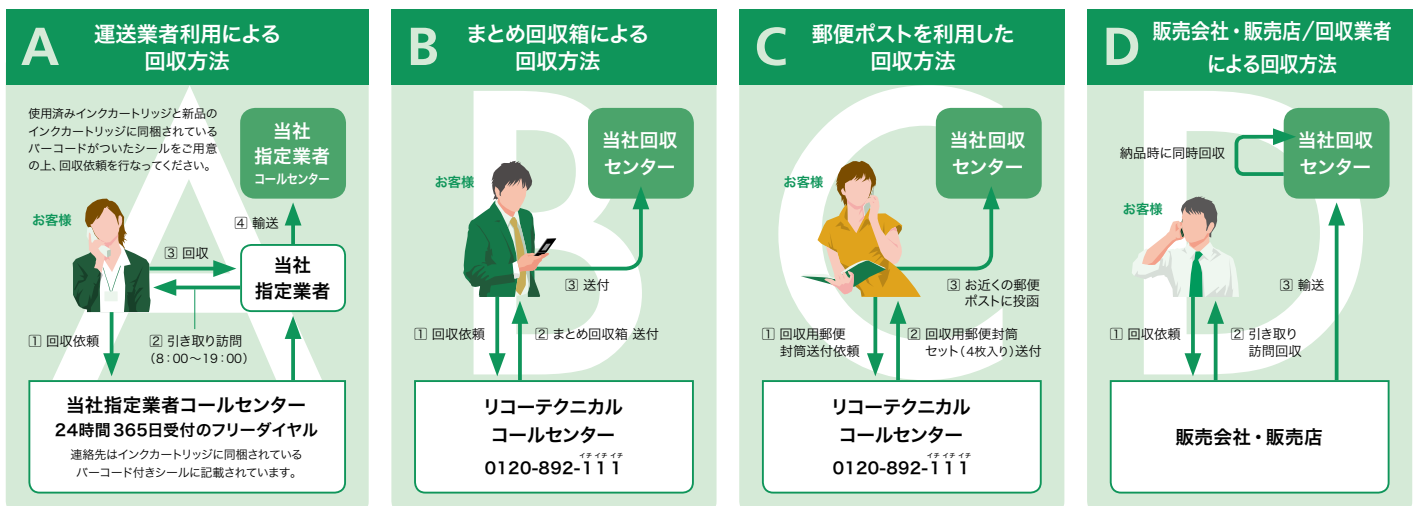 A
運送業者利用による
回収方法
使用済みインクカートリッジと新品の
インクカートリッジに同梱されている
バーコードがついたシールをご用意
の上、回収依頼を行なってください。
当社
指定業者
コールセンター
お客様
④ 輸送
③ 回収
当社
指定業者
① 回収依頼
② 引き取り訪問
(8:00〜19:00)
当社指定業者コールセンター
24時間365日受付のフリーダイヤル
連絡先はインクカートリッジに同梱されている
バーコード付きシールに記載されています。
B
まとめ回収箱による
回収方法
当社回収
センター
お客様
③ 送付
① 回収依頼
② まとめ回収箱 送付
リコーテクニカル
コールセンター
イチイチイチ
0120-892-111
C
郵便ポストを利用した
回収方法
当社回収
センター
お客様
③ お近くの郵便
ポストに投函
① 回収用郵便
封筒送付依頼
② 回収用郵便封筒
セット(4枚入り)送付
リコーテクニカル
コールセンター
イチイチイチ
0120-892-111
D
販売会社・販売店/回収業者
による回収方法
納品時に同時回収
当社回収
センター
お客様
③ 輸送
① 回収依頼
② 引き取り
訪問回収
販売会社・販売店